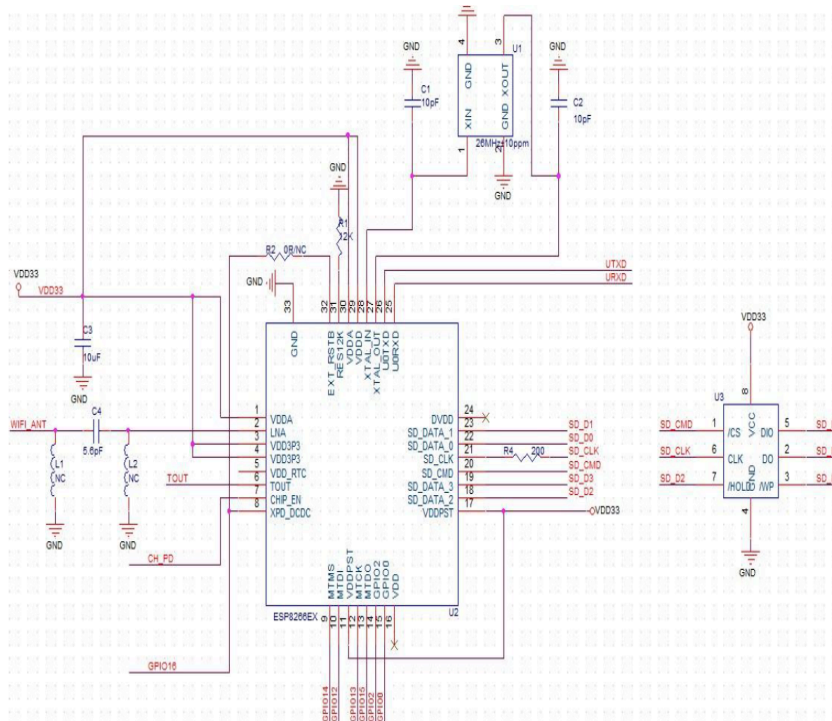 GND
4
3
U1
GND
GND
C1
10pF
GND
XOUT
C2
10pF
XIN
GND
1
2
26MHz±10ppm
GND
GND
R1
12K
R2
0R/NC
UTXD
URXD
VDD33
VDD33
GND
33
32
31
30
29
28
27
26
25
GND
EXT_RSTB
RES12K
VDDA
VDDD
XTAL_IN
XTAL_OUT
U0TXD
U0RXD
C3
10uF
GND
WIFI_ANT
C4
5.6pF
L1
NC
L2
NC
GND
GND
TOUT
CH_PD
GPIO16
1
VDDA
2
LNA
3
VDD3P3
4
VDD3P3
5
VDD_RTC
6
TOUT
7
CHIP_EN
8
XPD_DCDC
DVDD
24
SD_DATA_1
23
SD_D1
SD_DATA_0
22
SD_D0
SD_CLK
21
R4
200
SD_CLK
SD_CMD
20
SD_CMD
SD_DATA_3
19
SD_D3
SD_DATA_2
18
SD_D2
VDDPST
17
VDD33
MTMS
MTDI
VDDPST
MTCK
MTDO
GPIO2
GPIO0
VDD
ESP8266EX
U2
9
10
11
12
13
14
15
16
GPIO14
GPIO12
GPIO13
GPIO15
GPIO2
GPIO0
VDD33
8
U3
SD_CMD
1
/CS
VCC
DIO
5
SD_
SD_CLK
6
CLK
DO
2
SD_
SD_D2
7
/HOLD
GND
/WP
3
SD_
4
GND